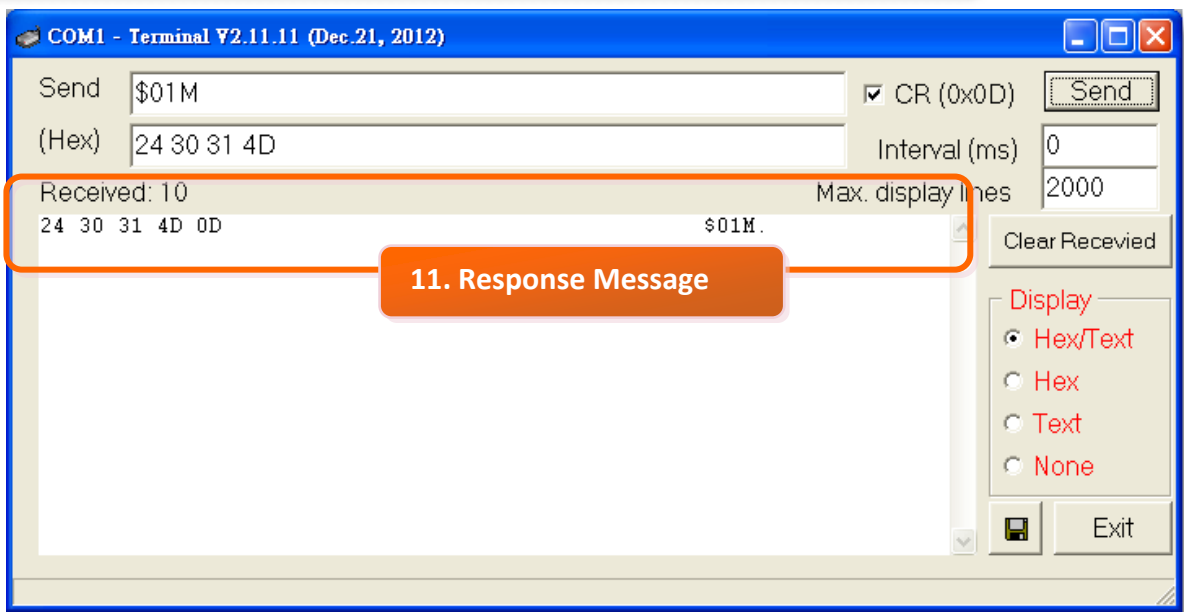 COM1 - Terminal V2.11.11 (Dec.21, 2012)
Send $01M CR (0x0D) Send
(Hex) 24 30 31 4D Interval (ms) 0
Received: 10 Max. display lines 2000
24 30 31 4D 0D $01M.
Clear Recevied
11. Response Message
Display
Hex/Text
Hex
Text
None
Exit